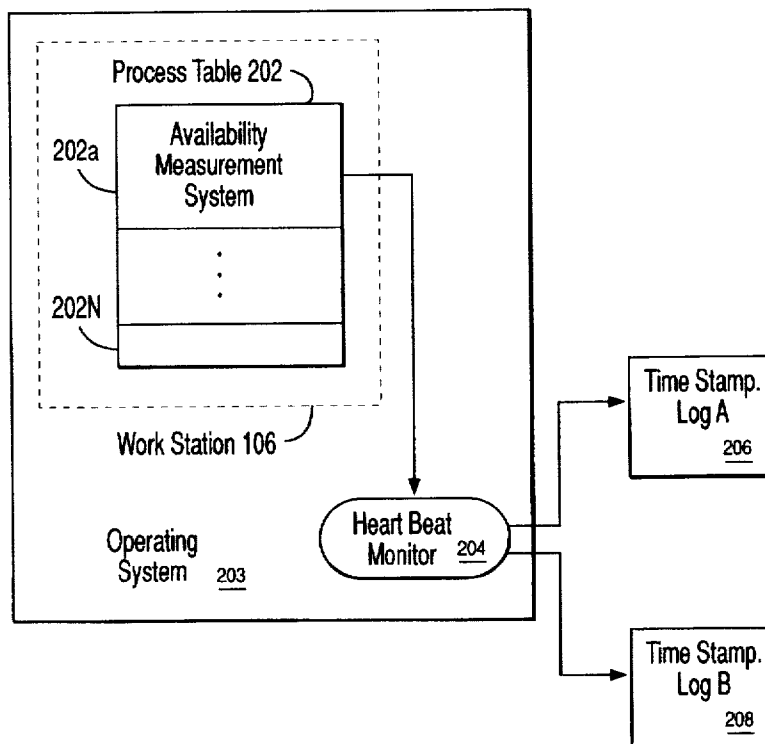 Process Table 202
202a
Availability
Measurement
System
202N
Work Station 106
Operating
System 203
Heart Beat
Monitor 204
Time Stamp.
Log A
206
Time Stamp.
Log B
208